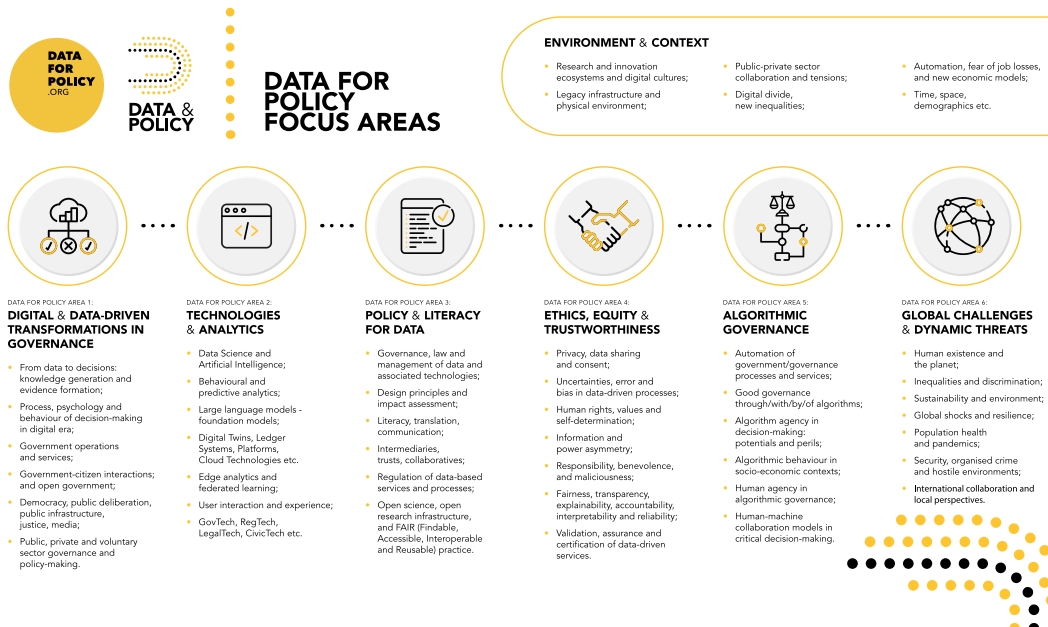 DATA
FOR
POLICY
.ORG
DATA &
POLICY
DATA FOR
POLICY
FOCUS AREAS
ENVIRONMENT & CONTEXT
• Research and innovation
ecosystems and digital cultures;
• Legacy infrastructure and
physical environment;
• Public-private sector
collaboration and tensions;
• Digital divide,
new inequalities;
• Automation, fear of job losses,
and new economic models;
• Time, space,
demographics etc.
DATA FOR POLICY AREA 1:
DIGITAL & DATA-DRIVEN
TRANSFORMATIONS IN
GOVERNANCE
• From data to decisions:
knowledge generation and
evidence formation;
• Process, psychology and
behaviour of decision-making
in digital era;
• Government operations
and services;
• Government-citizen interactions;
and open government;
• Democracy, public deliberation,
public infrastructure,
justice, media;
• Public, private and voluntary
sector governance and
policy-making.
DATA FOR POLICY AREA 2:
TECHNOLOGIES
& ANALYTICS
• Data Science and
Artificial Intelligence;
• Behavioural and
predictive analytics;
• Large language models -
foundation models;
• Digital Twins, Ledger
Systems, Platforms,
Cloud Technologies etc.
• Edge analytics and
federated learning;
• User interaction and experience;
• GovTech, RegTech,
LegalTech, CivicTech etc.
DATA FOR POLICY AREA 3:
POLICY & LITERACY
FOR DATA
• Governance, law and
management of data and
associated technologies;
• Design principles and
impact assessment;
• Literacy, translation,
communication;
• Intermediaries,
trusts, collaboratives;
• Regulation of data-based
services and processes;
• Open science, open
research infrastructure,
and FAIR (Findable,
Accessible, Interoperable
and Reusable) practice.
DATA FOR POLICY AREA 4:
ETHICS, EQUITY &
TRUSTWORTHINESS
• Privacy, data sharing
and consent;
• Uncertainties, error and
bias in data-driven processes;
• Human rights, values and
self-determination;
• Information and
power asymmetry;
• Responsibility, benevolence,
and maliciousness;
• Fairness, transparency,
explainability, accountability,
interpretability and reliability;
• Validation, assurance and
certification of data-driven
services.
DATA FOR POLICY AREA 5:
ALGORITHMIC
GOVERNANCE
• Automation of
government/governance
processes and services;
• Good governance
through/with/by/of algorithms;
• Algorithm agency in
decision-making:
potentials and perils;
• Algorithmic behaviour in
socio-economic contexts;
• Human agency in
algorithmic governance;
• Human-machine
collaboration models in
critical decision-making.
DATA FOR POLICY AREA 6:
GLOBAL CHALLENGES
& DYNAMIC THREATS
• Human existence and
the planet;
• Inequalities and discrimination;
• Sustainability and environment;
• Global shocks and resilience;
• Population health
and pandemics;
• Security, organised crime
and hostile environments;
• International collaboration and
local perspectives.